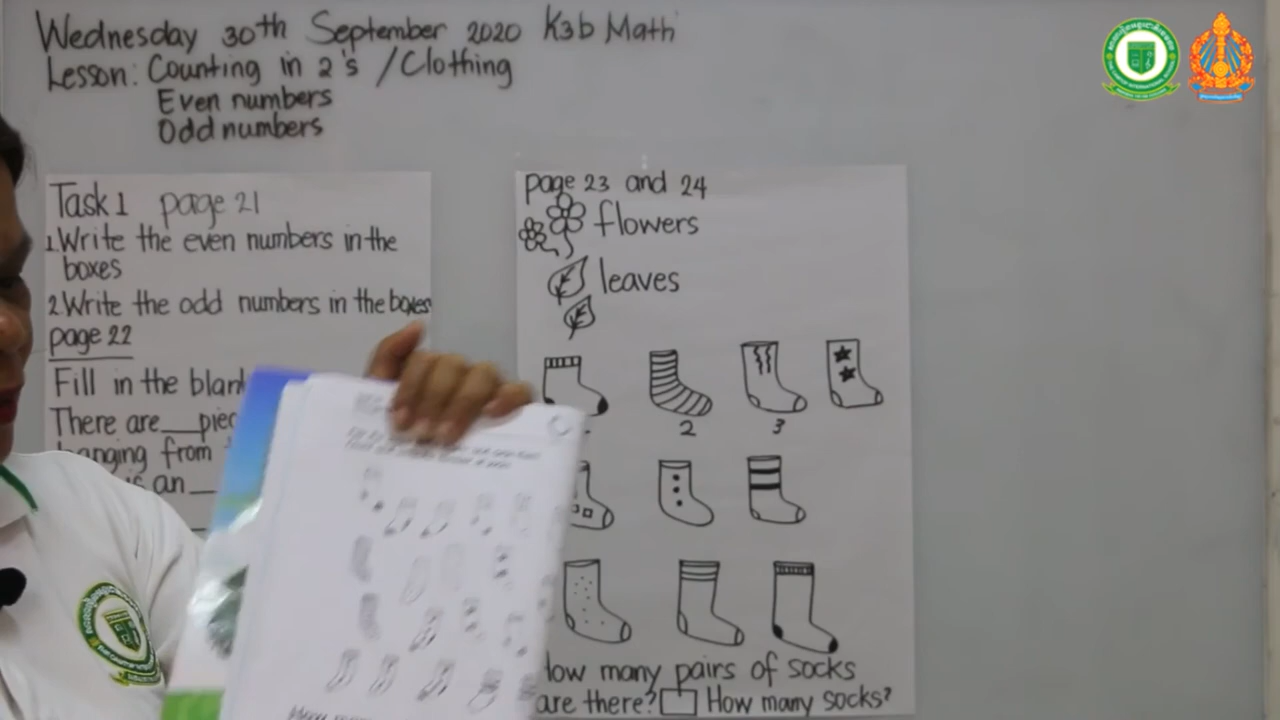 Wednesday 30th September 2020 K3b Math
Lesson: Counting in 2's /Clothing
Even numbers
Odd numbers
Task 1 page 21
1. Write the even numbers in the
boxes
2. Write the odd numbers in the boxes
page 22
Fill in the
There are___
from
an __
page 23 and 24
flowers
leaves
2 3
How many pairs of socks
are there? How many socks?